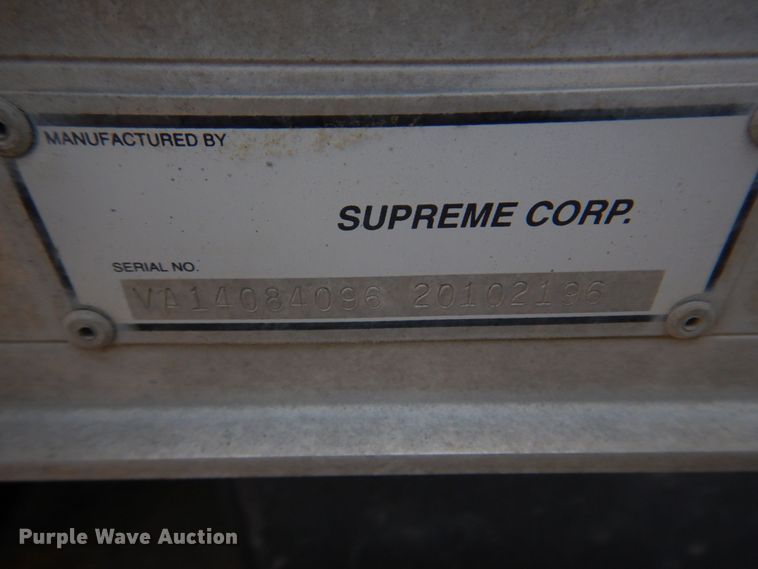 MANUFACTURED BY
SUPREME CORP.
SERIAL NO.
VA14084096 20102196
Purple Wave Auction®